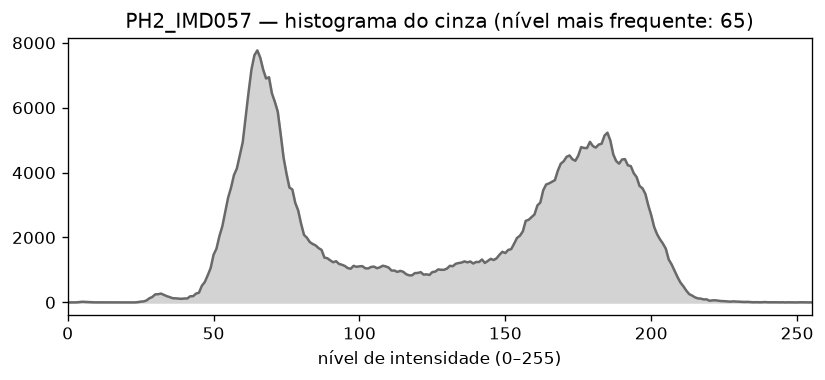 PH2_IMD057 — histograma do cinza (nível mais frequente: 65)
8000
6000
4000
2000
0
0 50 100 150 200 250
nível de intensidade (0–255)